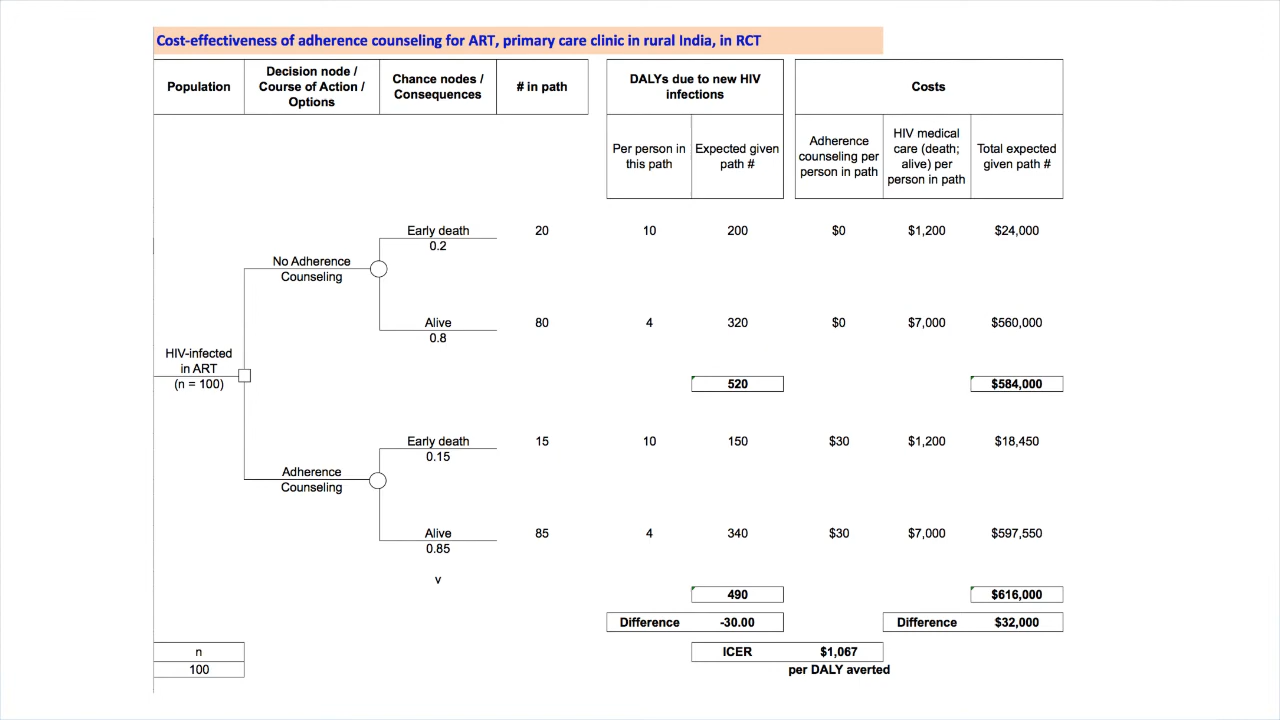 Cost-effectiveness of adherence counseling for ART, primary care clinic in rural India, in RCT
Population
Decision node /
Course of Action /
Options
Chance nodes /
Consequences
# in path
DALYs due to new HIV
infections
Costs
Per person in
this path
Expected given
path #
Adherence
counseling per
person in path
HIV medical
care (death;
alive) per
person in path
Total expected
given path #
Early death 20 10 200 $0 $1,200 $24,000
0.2
No Adherence
Counseling
Alive 80 4 320 $0 $7,000 $560,000
0.8
HIV-infected
in ART
(n = 100)
520 $584,000
Early death 15 10 150 $30 $1,200 $18,450
0.15
Adherence
Counseling
Alive 85 4 340 $30 $7,000 $597,550
0.85
v
490 $616,000
Difference -30.00 Difference $32,000
n ICER $1,067
100 per DALY averted